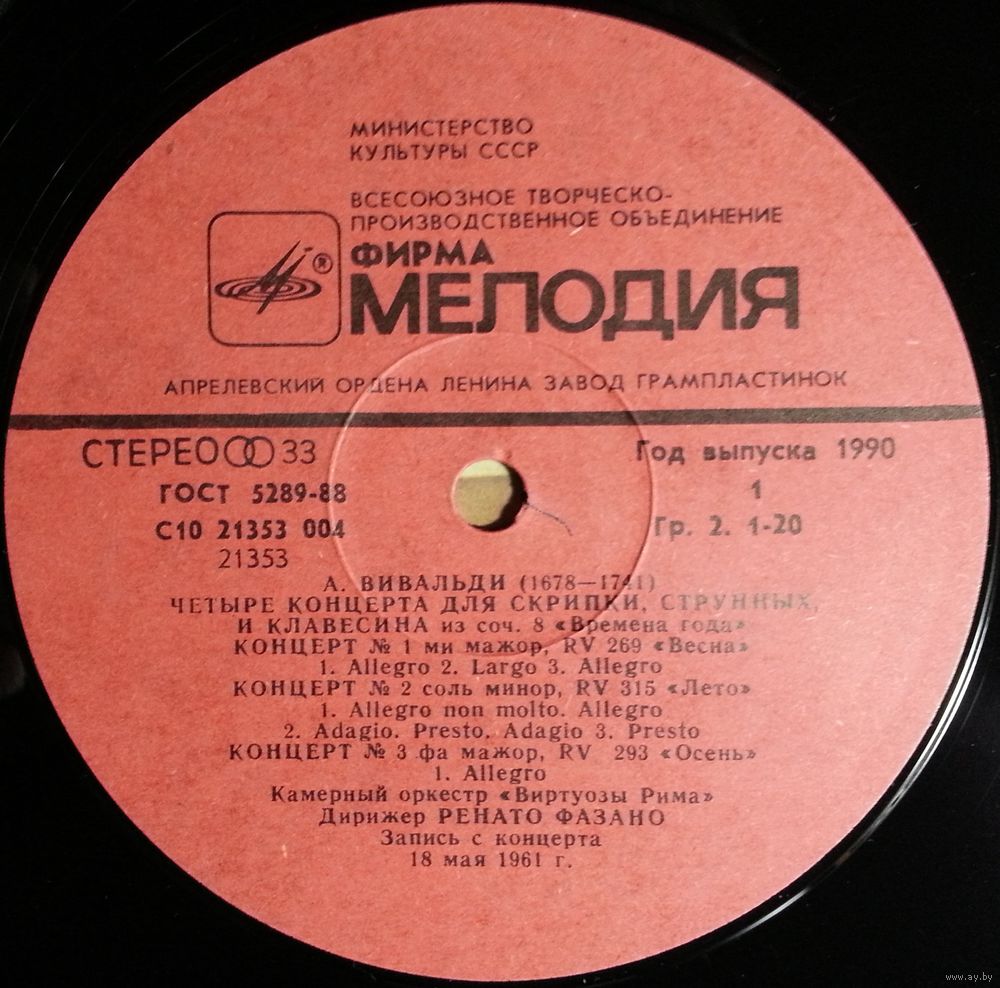 МИНИСТЕРСТВО
КУЛЬТУРЫ СССР
ВСЕСОЮЗНОЕ ТВОРЧЕСКО-
ПРОИЗВОДСТВЕННОЕ ОБЪЕДИНЕНИЕ
®
ФИРМА
МЕЛОДИЯ
АПРЕЛЕВСКИЙ ОРДЕНА ЛЕНИНА ЗАВОД ГРАМПЛАСТИНОК
СТЕРЕО 33
Год выпуска 1990
ГОСТ 5289-88
1
С10 21353 004
Гр. 2. 1-20
21353
А. ВИВАЛЬДИ (1678—1741)
ЧЕТЫРЕ КОНЦЕРТА ДЛЯ СКРИПКИ, СТРУННЫХ,
И КЛАВЕСИНА из соч. 8 «Времена года»
КОНЦЕРТ № 1 ми мажор, RV 269 «Весна»
1. Allegro 2. Largo 3. Allegro
КОНЦЕРТ № 2 соль минор, RV 315 «Лето»
1. Allegro non molto. Allegro
2. Adagio. Presto. Adagio 3. Presto
КОНЦЕРТ № 3 фа мажор, RV 293 «Осень»
1. Allegro
Камерный оркестр «Виртуозы Рима»
Дирижер РЕНАТО ФАЗАНО
Запись с концерта
18 мая 1961 г.
www.ay.by